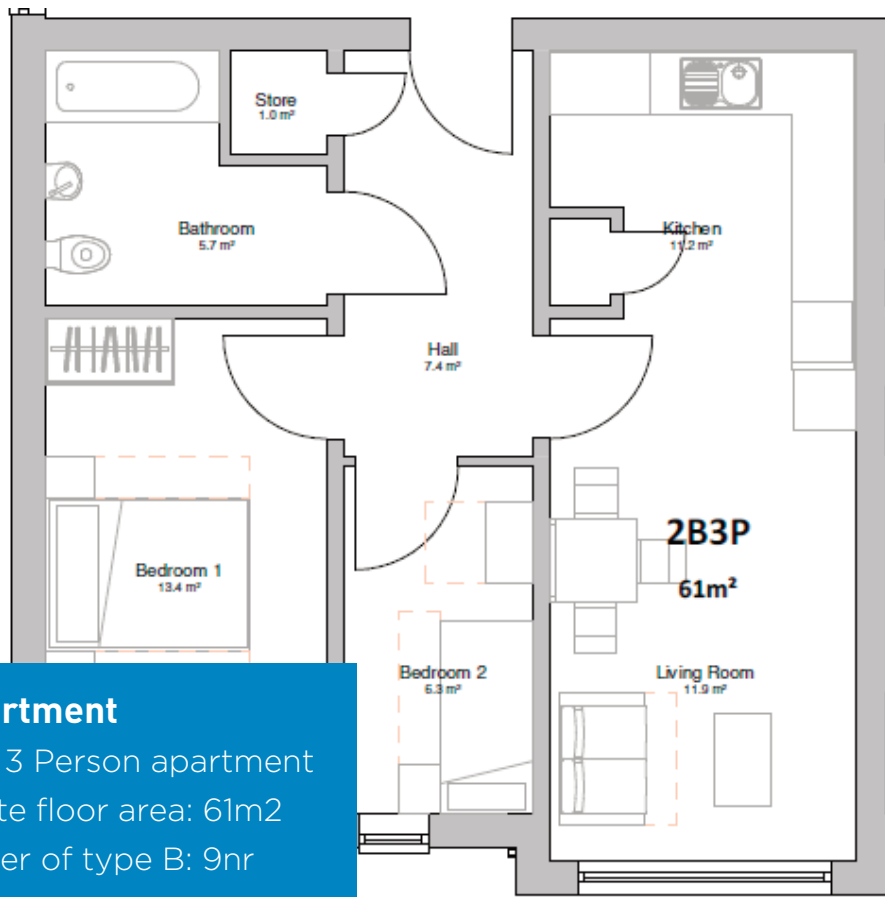 Store
1.0 m²
Bathroom
5.7 m²
Kitchen
11.2 m²
Hall
7.4 m²
2B3P
61m²
Bedroom 1
13.4 m²
Bedroom 2
6.3 m²
Living Room
11.9 m²
rtment
3 Person apartment
te floor area: 61m2
er of type B: 9nr